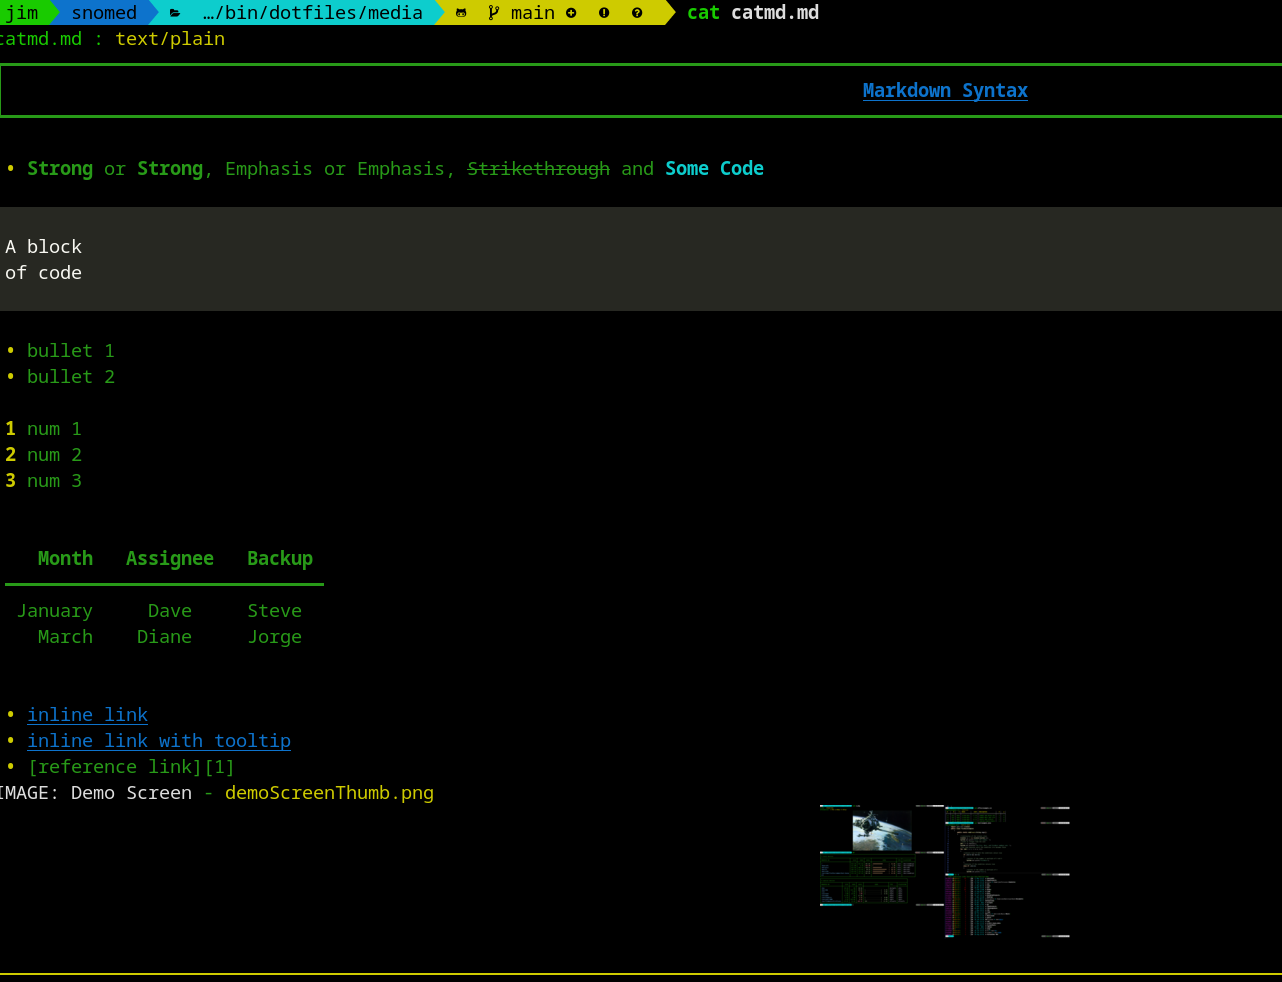 jim snomed …/bin/dotfiles/media main cat catmd.md
catmd.md : text/plain
Markdown Syntax
• Strong or Strong, Emphasis or Emphasis, Strikethrough and Some Code
A block
of code
• bullet 1
• bullet 2
1 num 1
2 num 2
3 num 3
Month Assignee Backup
January Dave Steve
March Diane Jorge
• inline link
• inline link with tooltip
• [reference link][1]
IMAGE: Demo Screen - demoScreenThumb.png